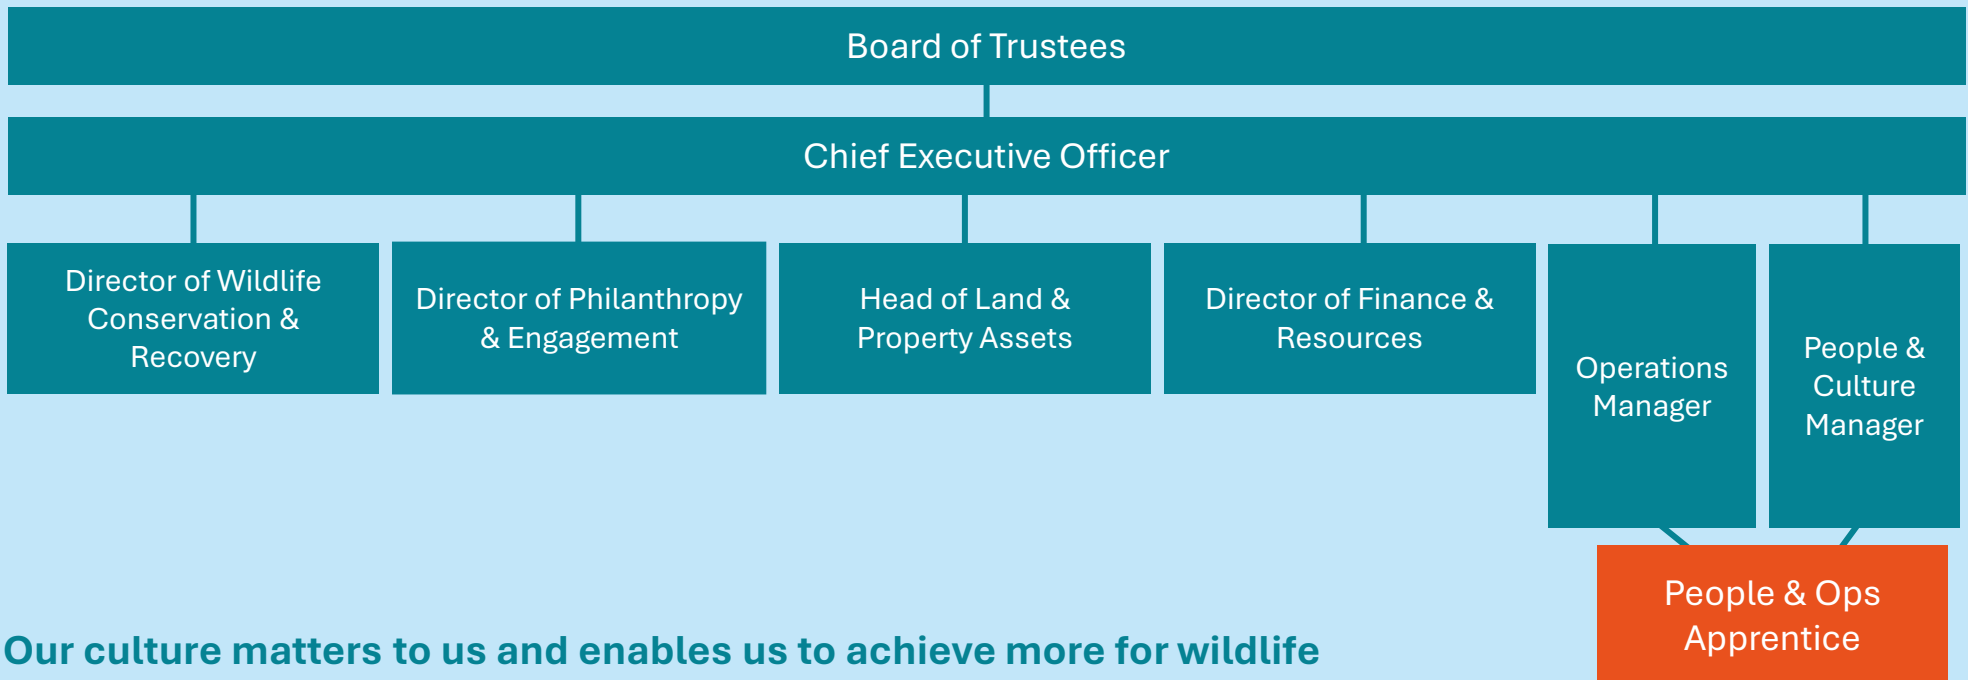 Board of Trustees
Chief Executive Officer
Director of Wildlife
Conservation &
Recovery
Director of Philanthropy
& Engagement
Head of Land &
Property Assets
Director of Finance &
Resources
Operations
Manager
People &
Culture
Manager
People & Ops
Apprentice
Our culture matters to us and enables us to achieve more for wildlife